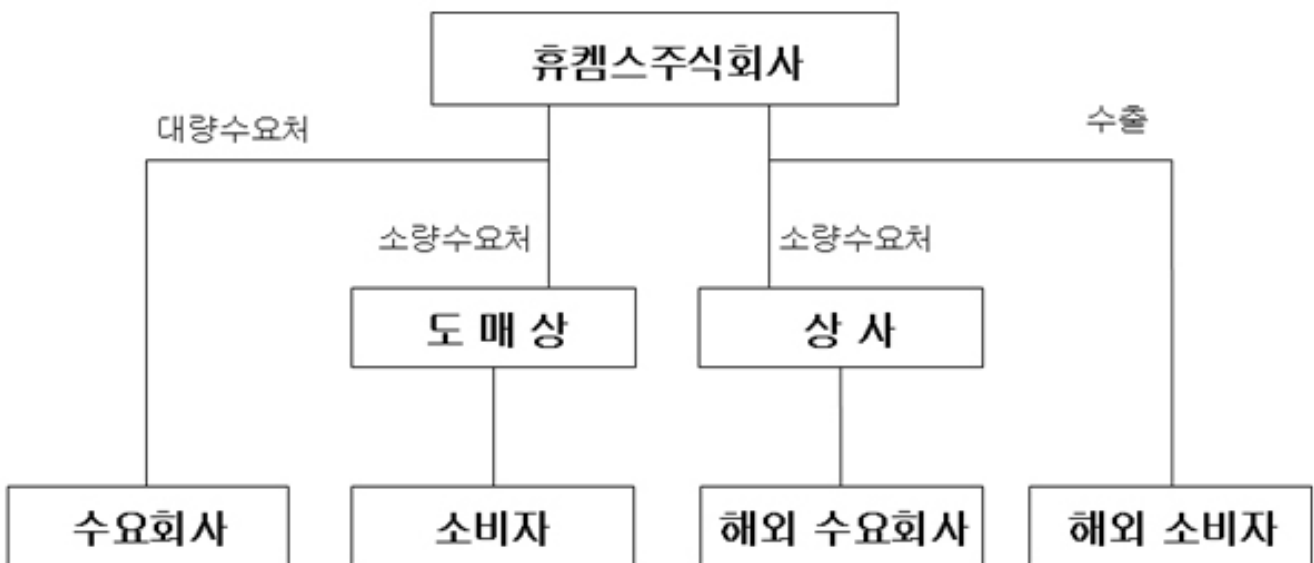 휴켐스주식회사
대량수요처
수출
소량수요처
소량수요처
도 매 상
상 사
수요회사
소비자
해외 수요회사
해외 소비자